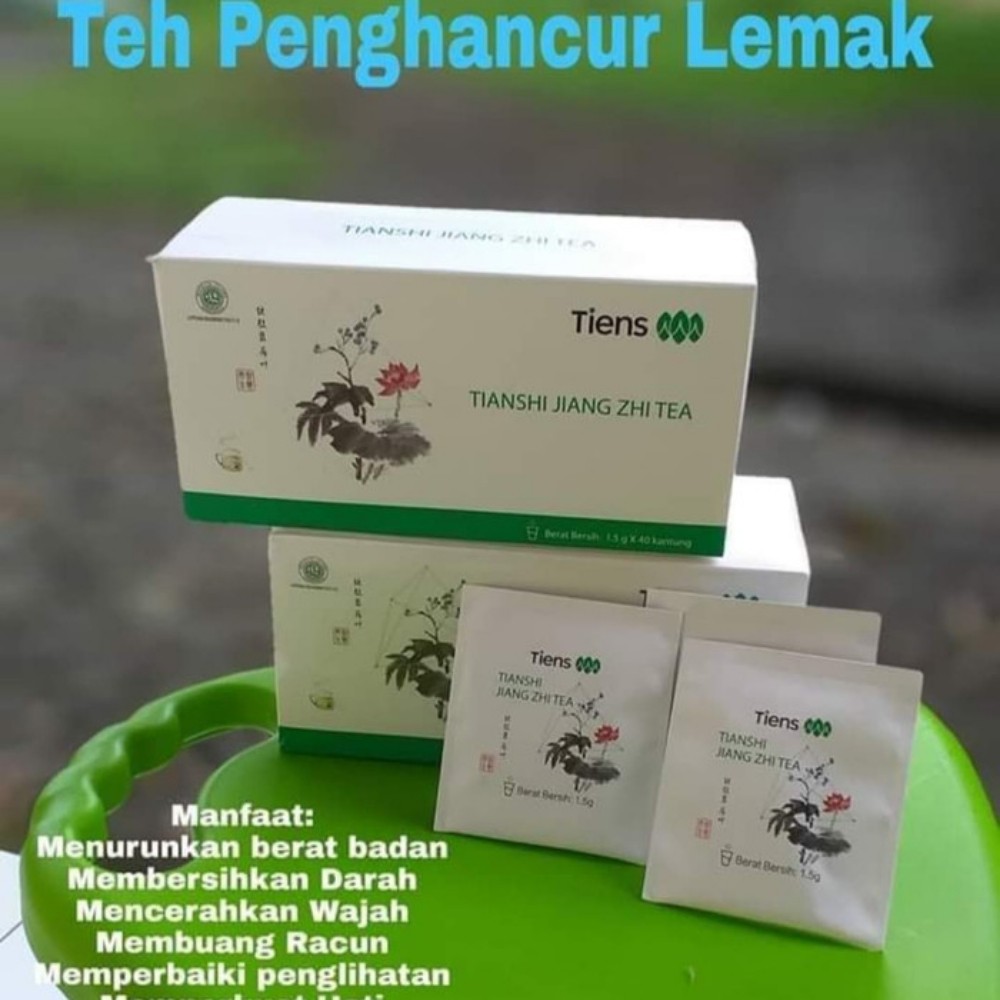 Teh Penghancur Lemak
TIANSHI JIANG ZHI TEA
Tiens
TIANSHI JIANG ZHI TEA
Berat Bersih : 1.5 g X 40 kantung
Tiens
TIANSHI
JIANG ZHI TEA
Berat Bersih: 1.5g
Tiens
TIANSHI
JIANG ZHI TEA
Berat Bersih: 1.5g
Manfaat:
Menurunkan berat badan
Membersihkan Darah
Mencerahkan Wajah
Membuang Racun
Memperbaiki penglihatan